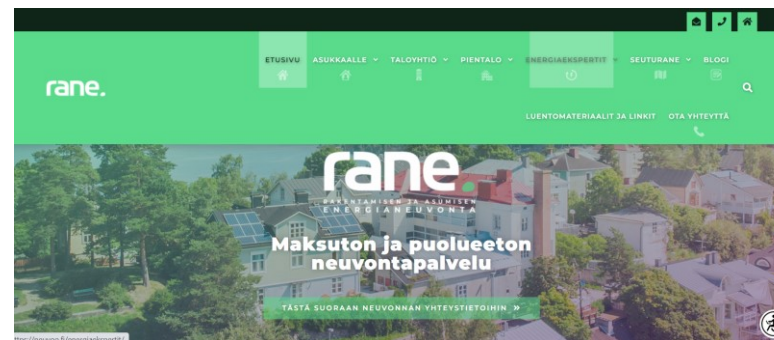 ETUSIVU ASUKKAALLE TALOYHTIÖ PIENTALO ENERGIAEKSPERTIT SEUTURANE BLOGI
rane.
LUENTOMATERIAALIT JA LINKIT OTA YHTEYTTÄ
rane.
RAKENTAMISEN JA ASUMISEN
ENERGIANEUVONTA
Maksuton ja puolueeton
neuvontapalvelu
TÄSTÄ SUORAAN NEUVONNAN YHTEYSTIETOIHIN »